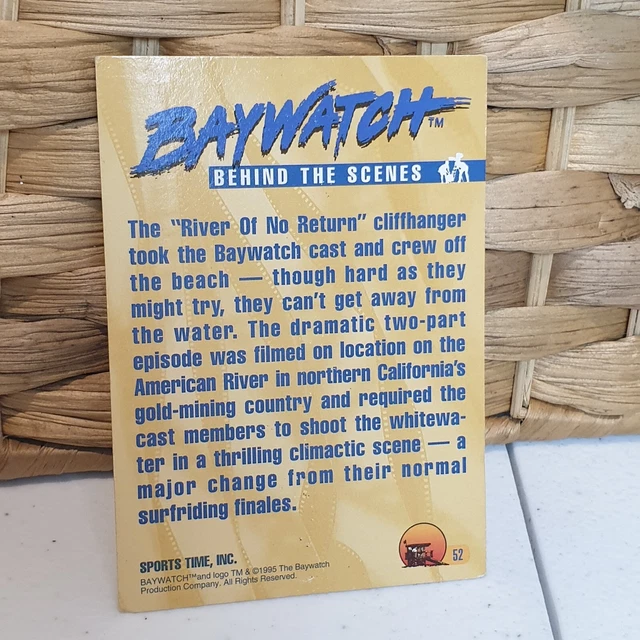 BAYWATCH™
BEHIND THE SCENES
The "River Of No Return" cliffhanger
took the Baywatch cast and crew off
the beach — though hard as they
might try, they can't get away from
the water. The dramatic two-part
episode was filmed on location on the
American River in northern California's
gold-mining country and required the
cast members to shoot the whitewa-
ter in a thrilling climactic scene — a
major change from their normal
surfriding finales.
SPORTS TIME, INC.
BAYWATCH™and logo TM & ©1995 The Baywatch
Production Company. All Rights Reserved.
52